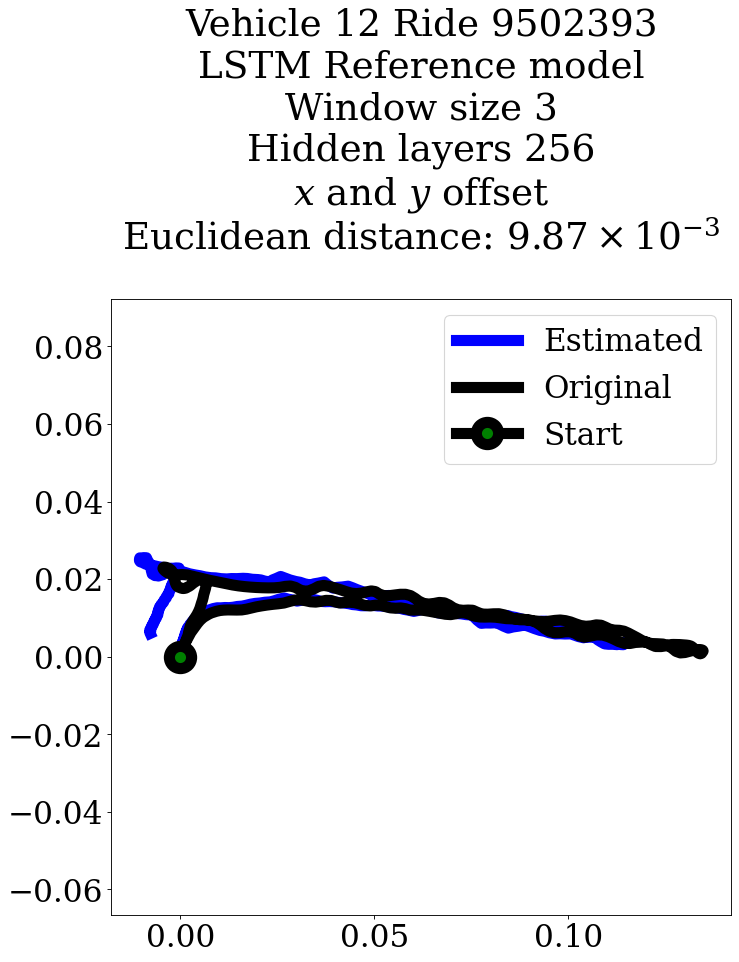 Vehicle 12 Ride 9502393
LSTM Reference model
Window size 3
Hidden layers 256
x and y offset
Euclidean distance: 9.87 × 10⁻³
Estimated
Original
Start
0.08
0.06
0.04
0.02
0.00
−0.02
−0.04
−0.06
0.00 0.05 0.10